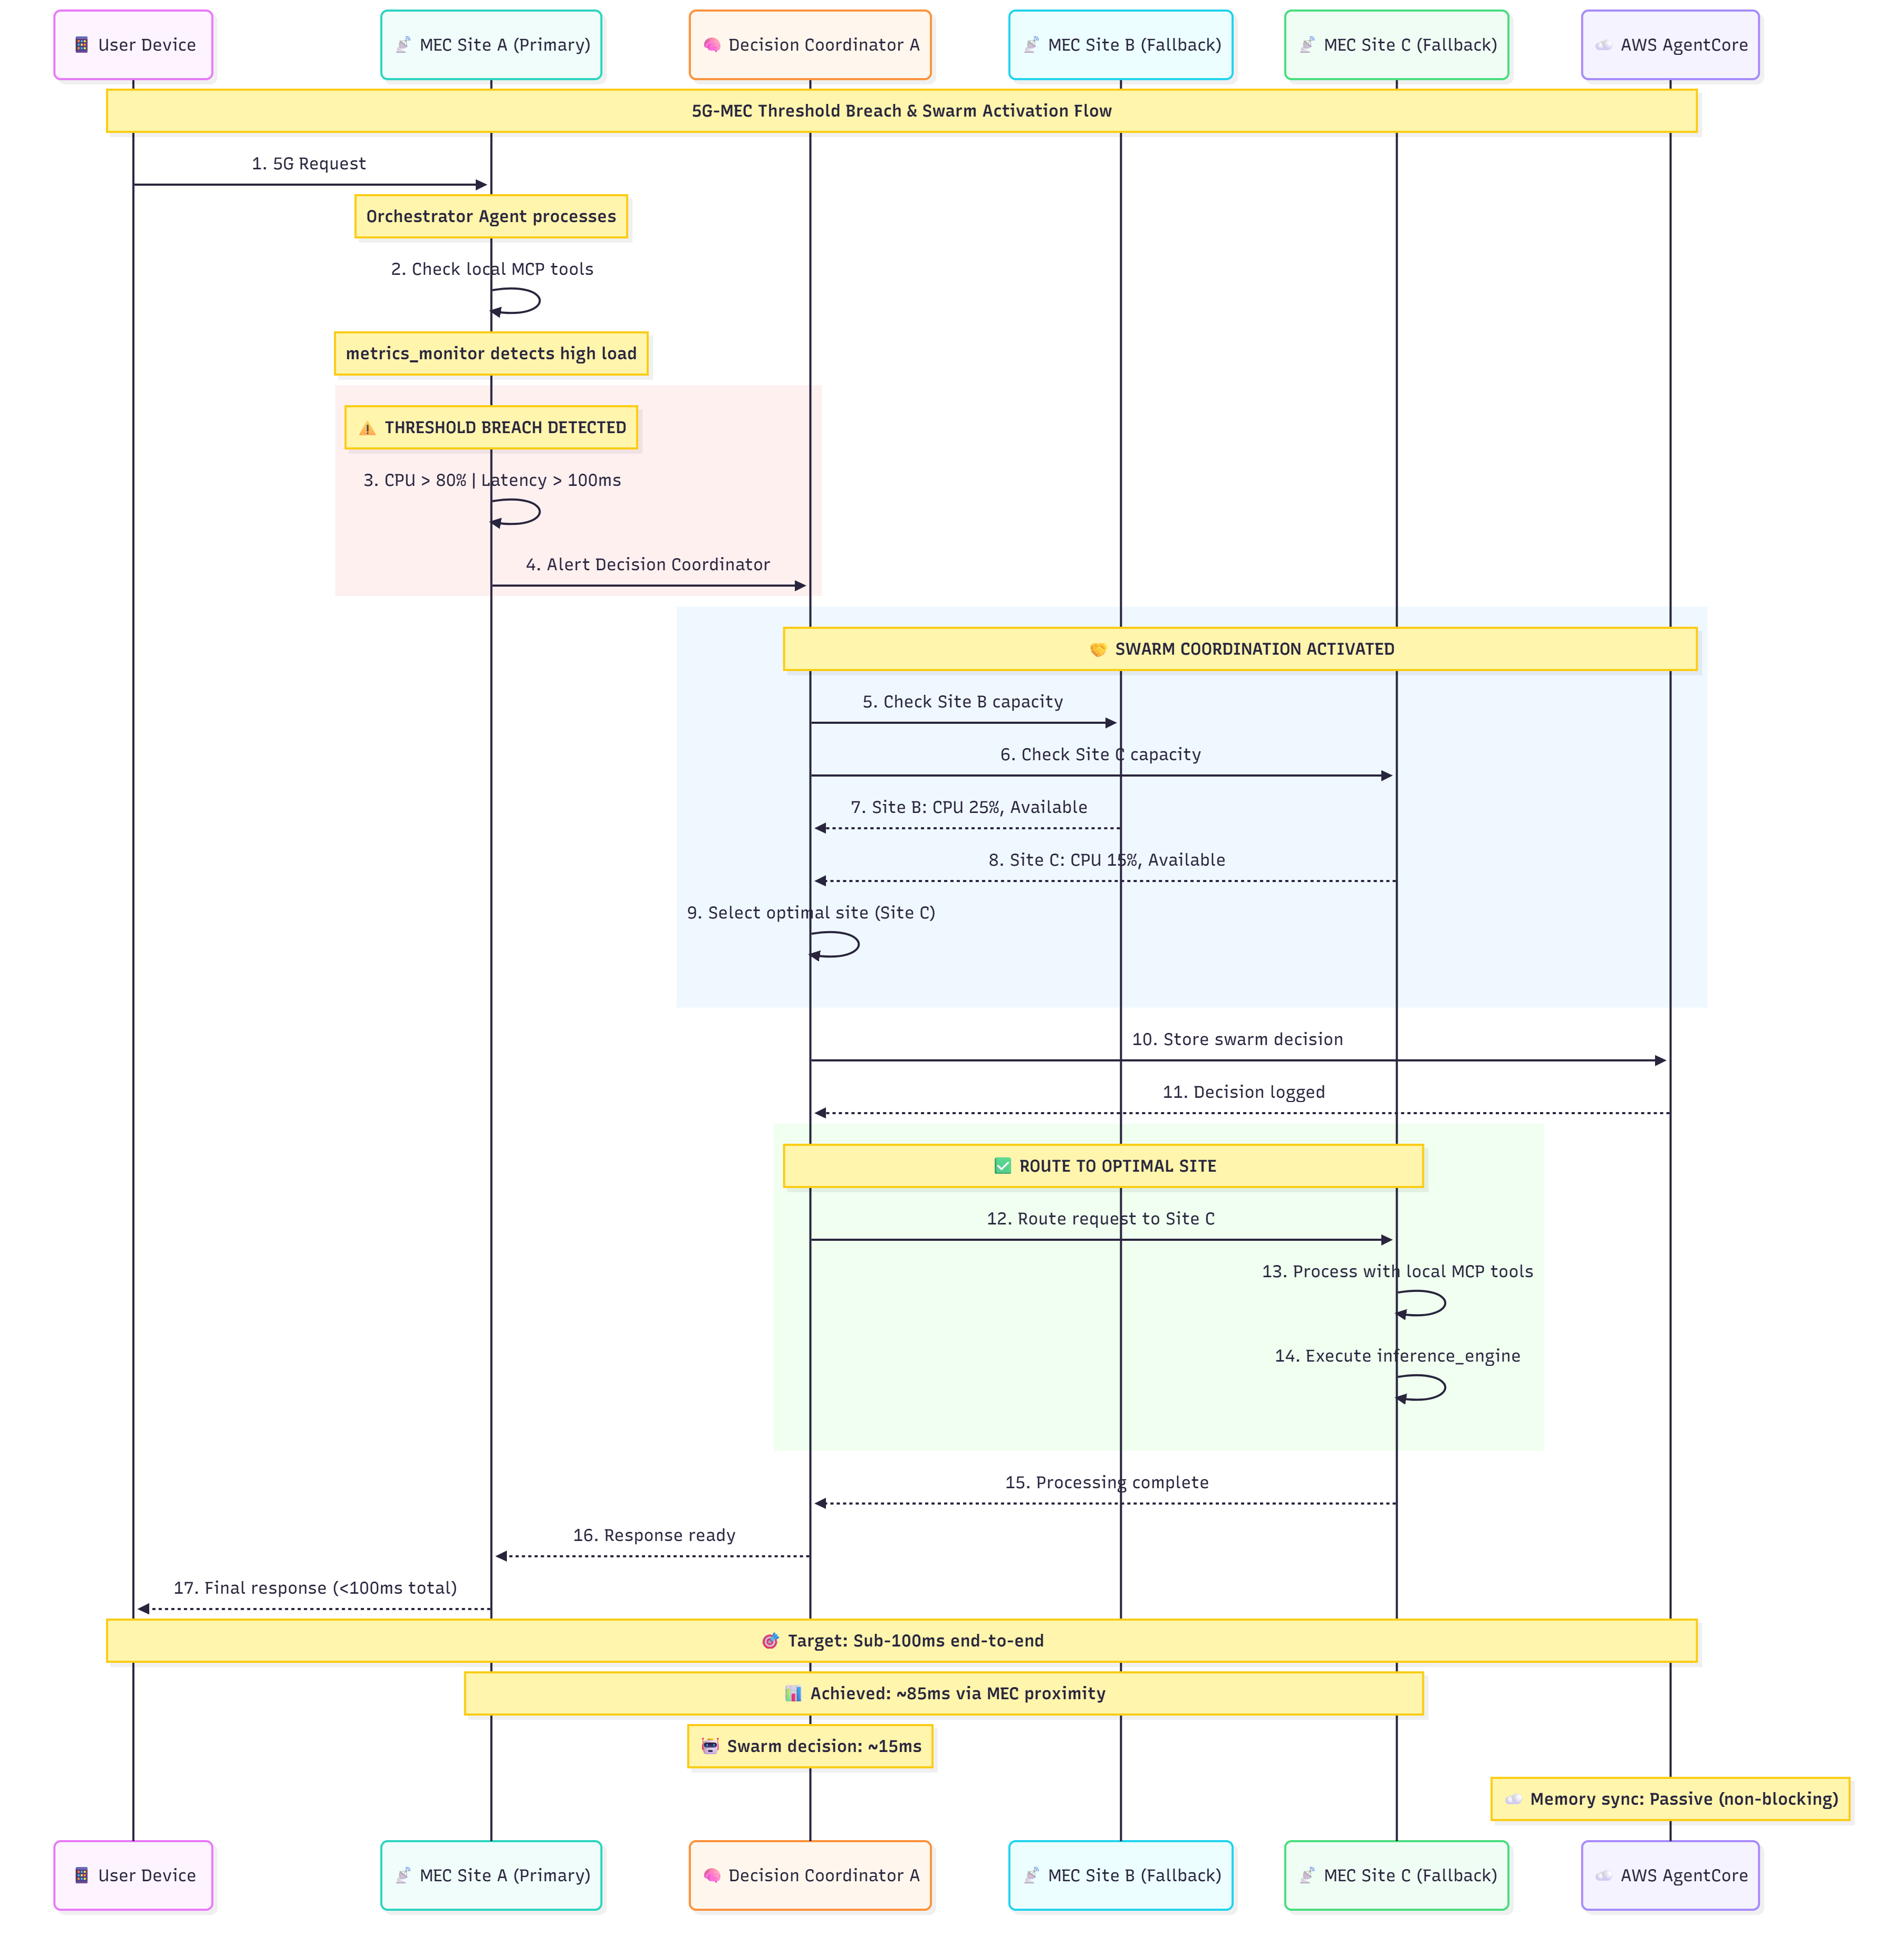 User Device
MEC Site A (Primary)
Decision Coordinator A
MEC Site B (Fallback)
MEC Site C (Fallback)
AWS AgentCore
5G-MEC Threshold Breach & Swarm Activation Flow
1. 5G Request
Orchestrator Agent processes
2. Check local MCP tools
metrics_monitor detects high load
⚠️ THRESHOLD BREACH DETECTED
3. CPU > 80% | Latency > 100ms
4. Alert Decision Coordinator
🤝 SWARM COORDINATION ACTIVATED
5. Check Site B capacity
6. Check Site C capacity
7. Site B: CPU 25%, Available
8. Site C: CPU 15%, Available
9. Select optimal site (Site C)
10. Store swarm decision
11. Decision logged
✅ ROUTE TO OPTIMAL SITE
12. Route request to Site C
13. Process with local MCP tools
14. Execute inference_engine
15. Processing complete
16. Response ready
17. Final response (<100ms total)
🎯 Target: Sub-100ms end-to-end
📊 Achieved: ~85ms via MEC proximity
🤖 Swarm decision: ~15ms
☁️ Memory sync: Passive (non-blocking)
User Device
MEC Site A (Primary)
Decision Coordinator A
MEC Site B (Fallback)
MEC Site C (Fallback)
AWS AgentCore